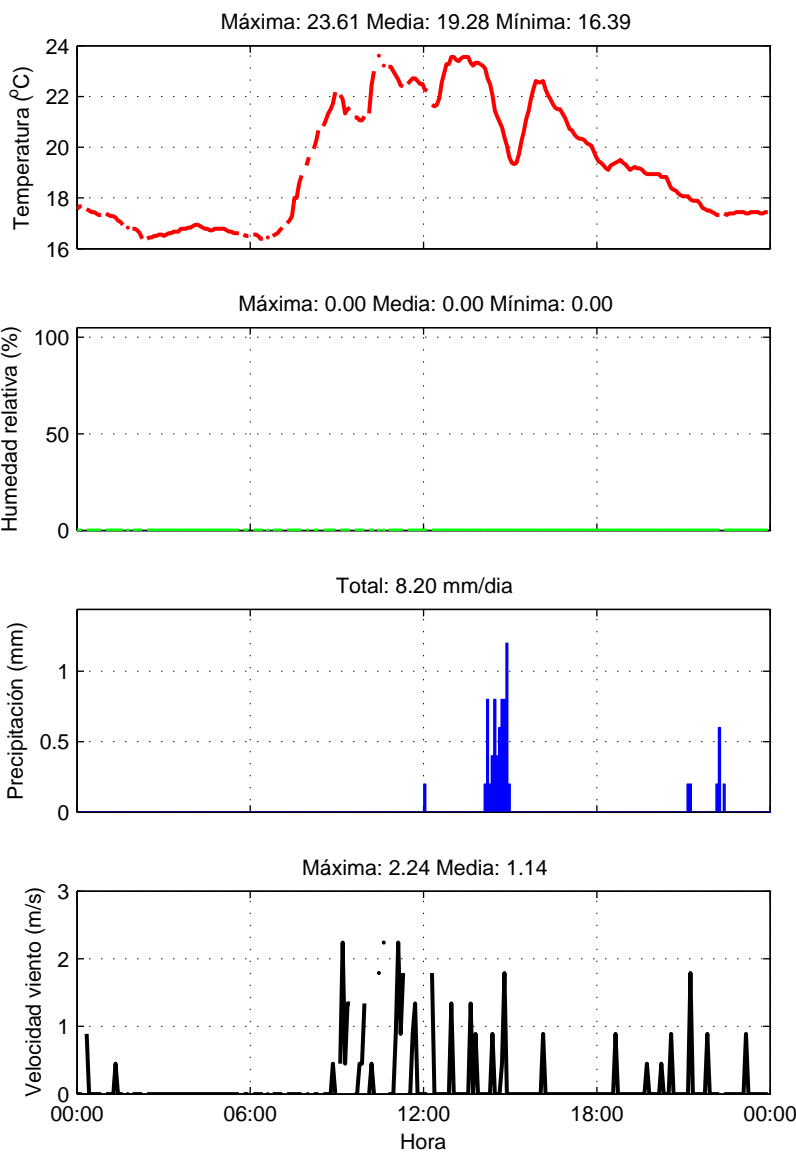 Máxima: 23.61 Media: 19.28 Mínima: 16.39
24
22
20
18
16
Temperatura (ºC)
Máxima: 0.00 Media: 0.00 Mínima: 0.00
100
50
0
Humedad relativa (%)
Total: 8.20 mm/dia
1
0.5
0
Precipitación (mm)
Máxima: 2.24 Media: 1.14
3
2
1
0
Velocidad viento (m/s)
00:00 06:00 12:00 18:00 00:00
Hora